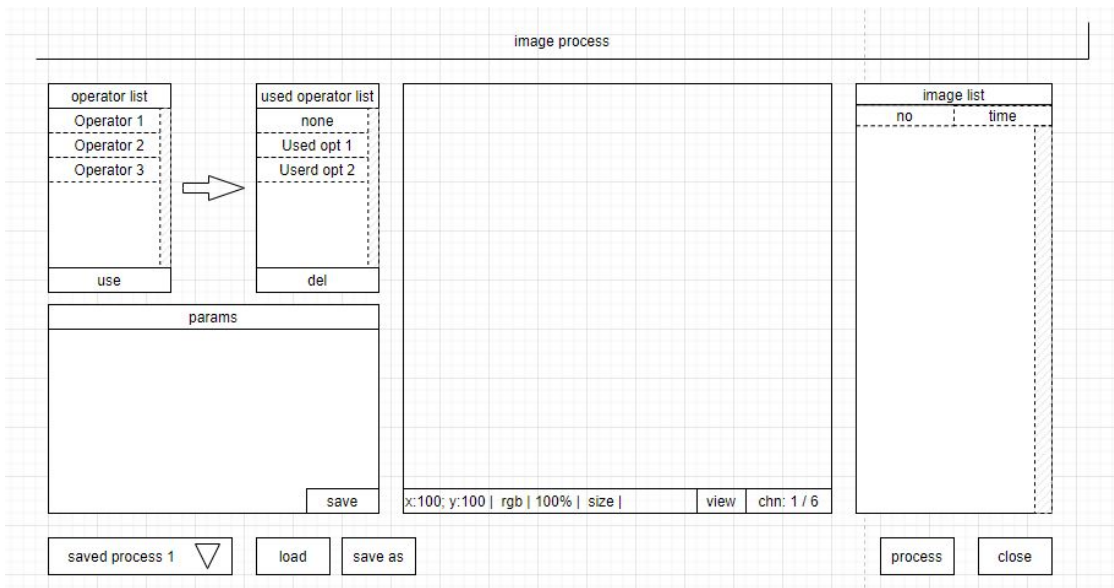 image process
operator list
Operator 1
Operator 2
Operator 3
use
used operator list
none
Used opt 1
Userd opt 2
del
params
save
x:100; y:100 | rgb | 100% | size |
view
chn: 1 / 6
image list
no time
saved process 1
load
save as
process
close